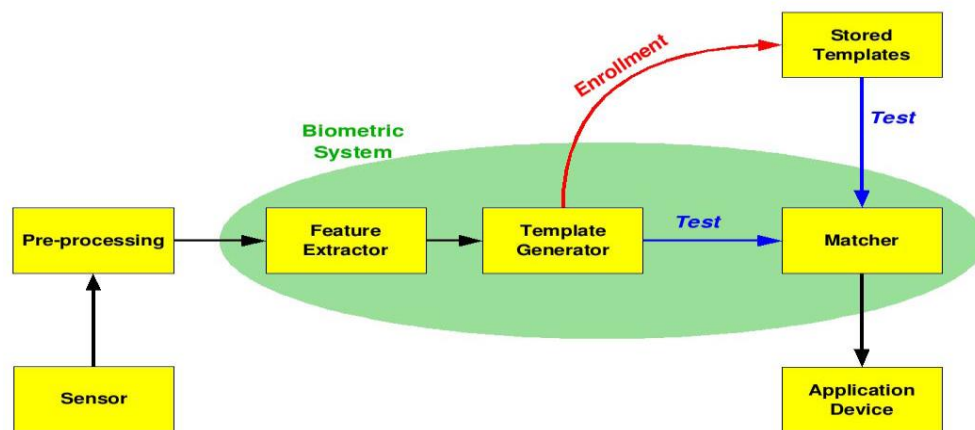 Stored
Templates
Enrollment
Test
Biometric
System
Pre-processing
Feature
Extractor
Template
Generator
Test
Matcher
Sensor
Application
Device